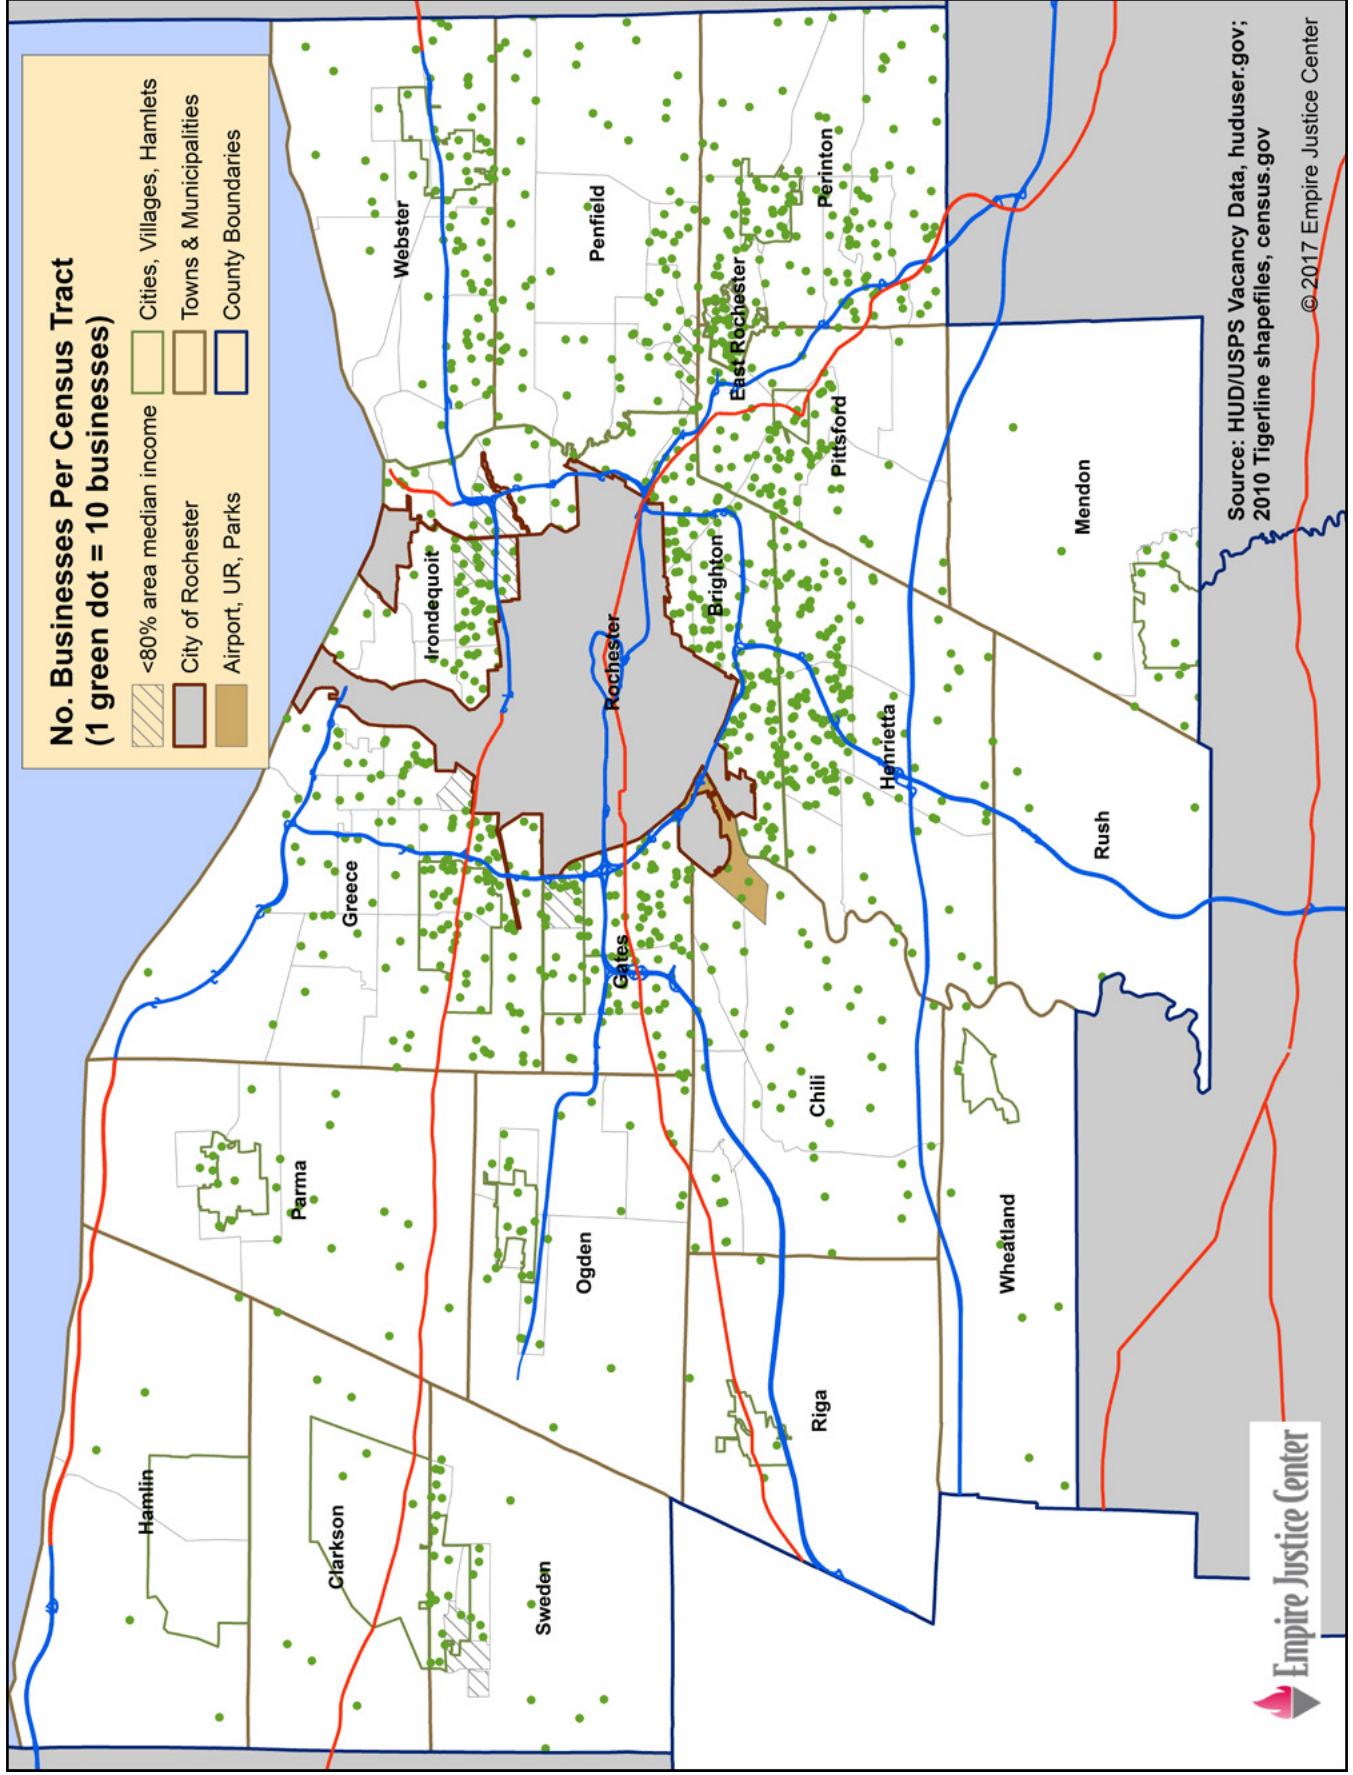 No. Businesses Per Census Tract
(1 green dot = 10 businesses)
<80% area median income
Cities, Villages, Hamlets
City of Rochester
Towns & Municipalities
Airport, UR, Parks
County Boundaries
Hamlin
Parma
Greece
Irondequoit
Webster
Clarkson
Sweden
Ogden
Gates
Rochester
Penfield
East Rochester
Brighton
Perinton
Pittsford
Riga
Chili
Henrietta
Wheatland
Rush
Mendon
Source: HUD/USPS Vacancy Data, huduser.gov;
2010 Tigerline shapefiles, census.gov
© 2017 Empire Justice Center
Empire Justice Center